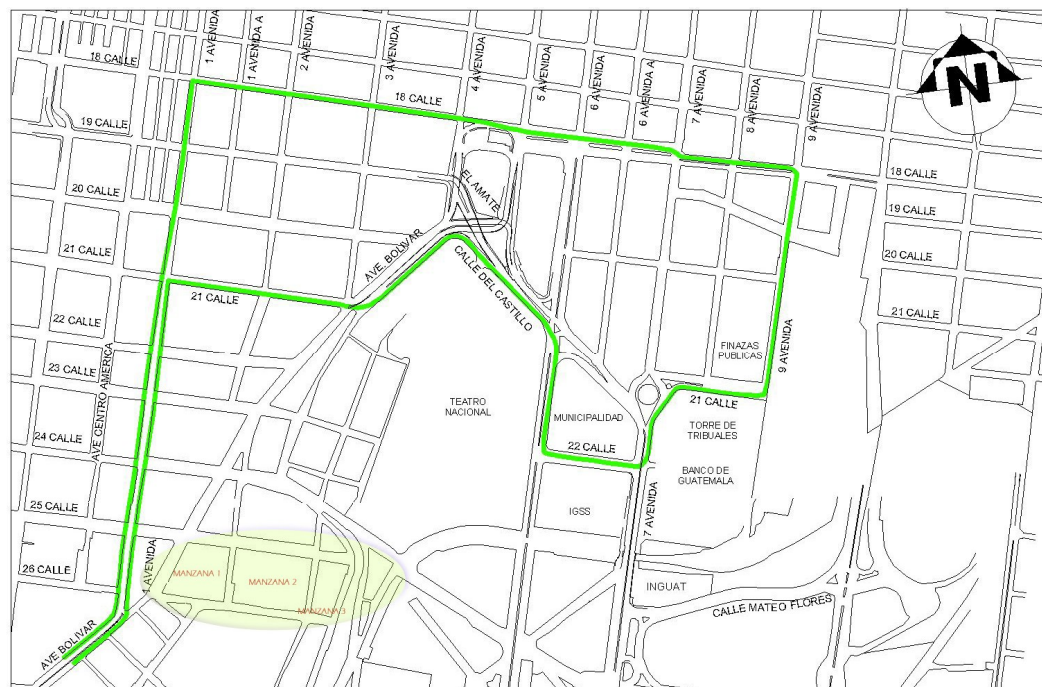 1 AVENIDA
1 AVENIDA A
2 AVENIDA
3 AVENIDA
4 AVENIDA
5 AVENIDA
6 AVENIDA
6 AVENIDA A
7 AVENIDA
8 AVENIDA
9 AVENIDA
N
18 CALLE
18 CALLE
19 CALLE
18 CALLE
20 CALLE
EL AMATE
19 CALLE
21 CALLE
AVE. BOLIVAR
20 CALLE
21 CALLE
CALLE DEL CASTILLO
22 CALLE
21 CALLE
23 CALLE
AVE CENTRO AMERICA
FINAZAS
PUBLICAS
9 AVENIDA
TEATRO
NACIONAL
21 CALLE
MUNICIPALIDAD
TORRE DE
TRIBUALES
24 CALLE
22 CALLE
BANCO DE
GUATEMALA
25 CALLE
IGSS
7 AVENIDA
26 CALLE
1 AVENIDA
MANZANA 1
MANZANA 2
MANZANA 3
INGUAT
CALLE MATEO FLORES
AVE BOLIVAR